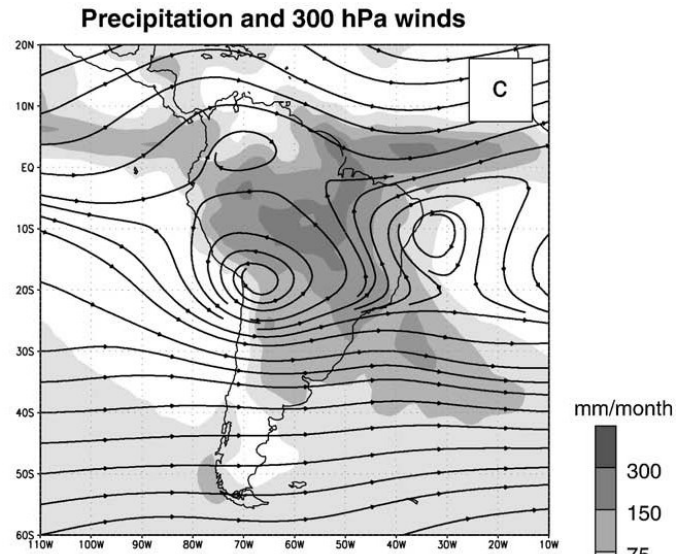 Precipitation and 300 hPa winds
C
20N
10N
EQ
10S
20S
30S
40S
50S
60S
110W 100W 90W 80W 70W 60W 50W 40W 30W 20W 10W
mm/month
300
150
75